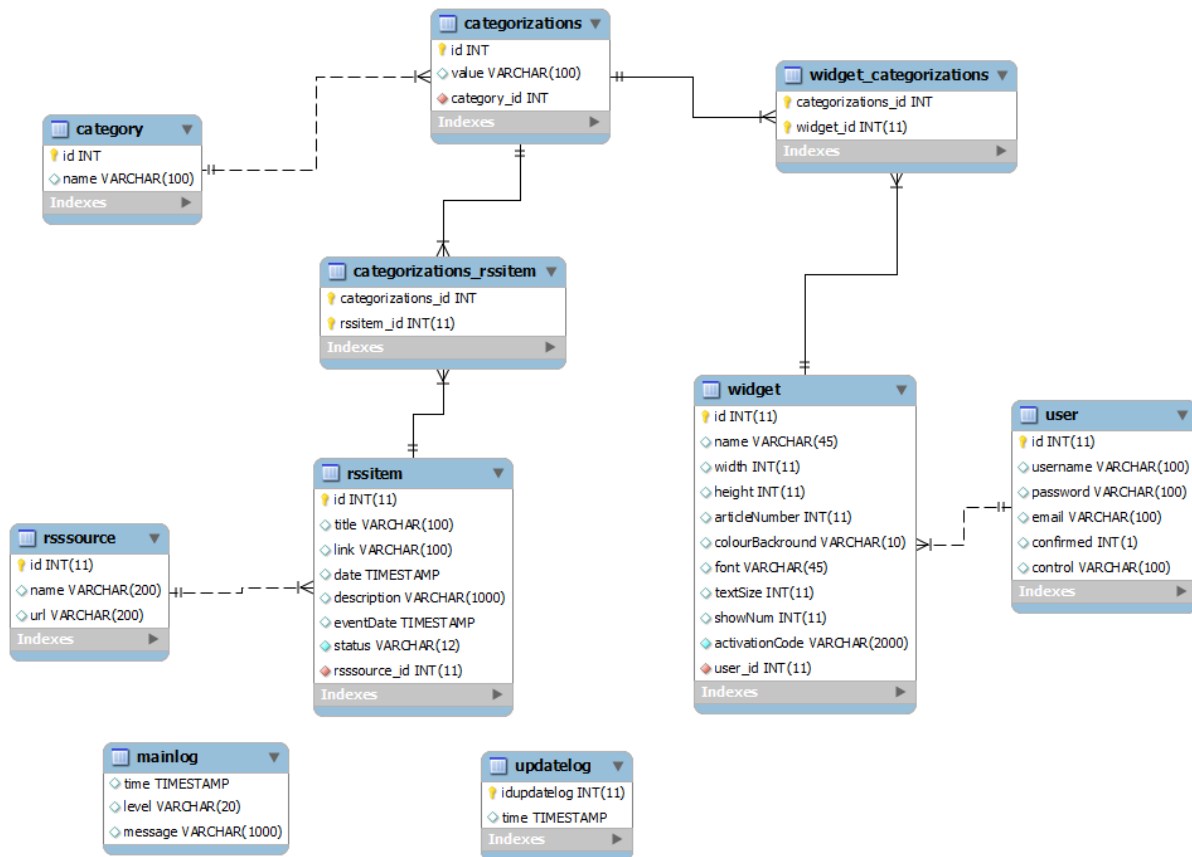 categorizations
id INT
value VARCHAR(100)
category_id INT
Indexes
widget_categorizations
categorizations_id INT
widget_id INT(11)
Indexes
category
id INT
name VARCHAR(100)
Indexes
categorizations_rssitem
categorizations_id INT
rssitem_id INT(11)
Indexes
widget
id INT(11)
name VARCHAR(45)
width INT(11)
height INT(11)
articleNumber INT(11)
colourBackround VARCHAR(10)
font VARCHAR(45)
textSize INT(11)
showNum INT(11)
activationCode VARCHAR(2000)
user_id INT(11)
Indexes
user
id INT(11)
username VARCHAR(100)
password VARCHAR(100)
email VARCHAR(100)
confirmed INT(1)
control VARCHAR(100)
Indexes
rssitem
id INT(11)
title VARCHAR(100)
link VARCHAR(100)
date TIMESTAMP
description VARCHAR(1000)
eventDate TIMESTAMP
status VARCHAR(12)
rsssource_id INT(11)
Indexes
rsssource
id INT(11)
name VARCHAR(200)
url VARCHAR(200)
Indexes
mainlog
time TIMESTAMP
level VARCHAR(20)
message VARCHAR(1000)
updatelog
idupdatelog INT(11)
time TIMESTAMP
Indexes